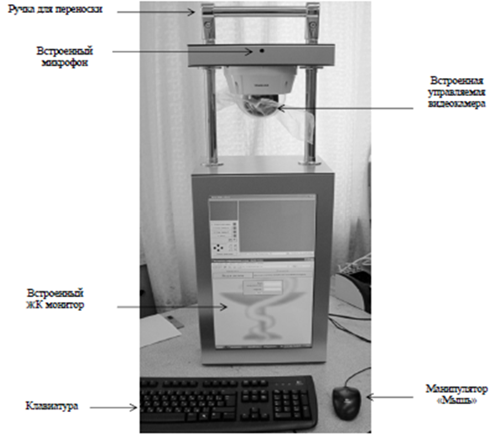 Ручка для переноски
Встроенный
микрофон
Встроенная
управляемая
видеокамера
Встроенный
ЖК монитор
Клавиатура
Манипулятор
«Мышь»